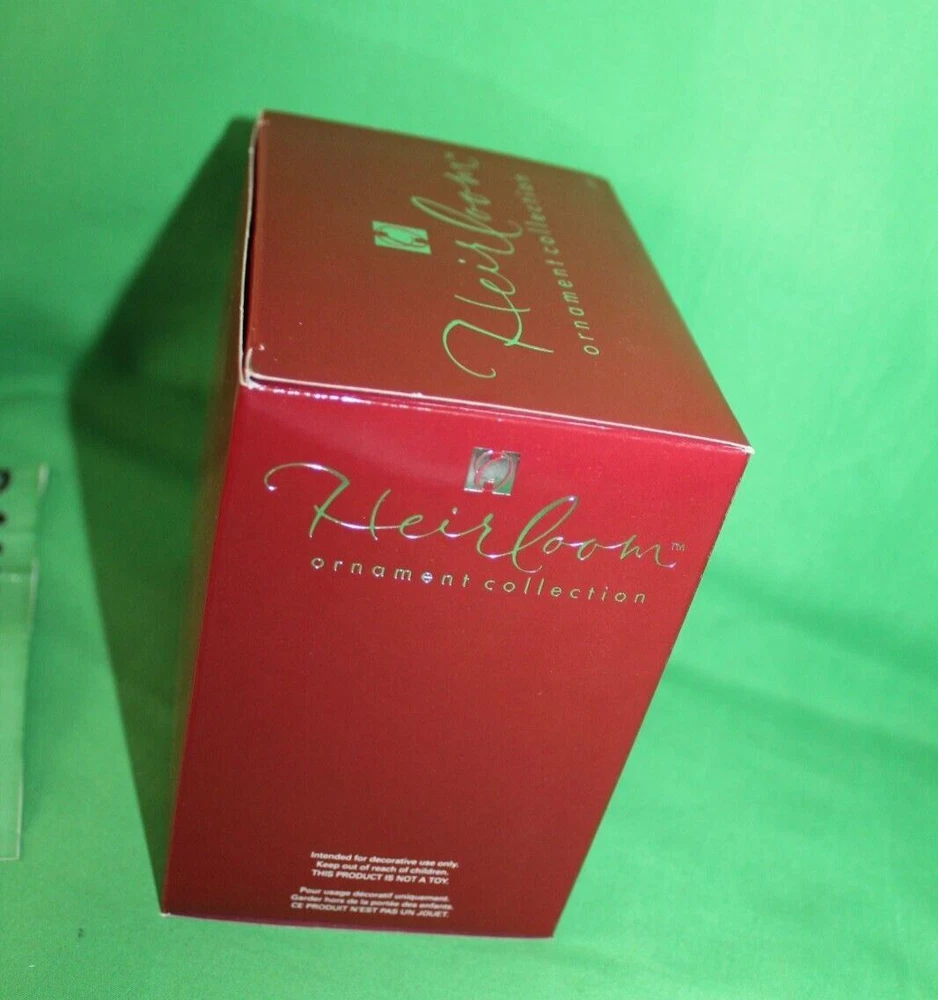 Heirloom™
ornament collection
Heirloom™
ornament collection
Intended for decorative use only.
Keep out of reach of children.
THIS PRODUCT IS NOT A TOY.
Pour usage décoratif uniquement.
Garder hors de la portée des enfants.
CE PRODUIT N'EST PAS UN JOUET.